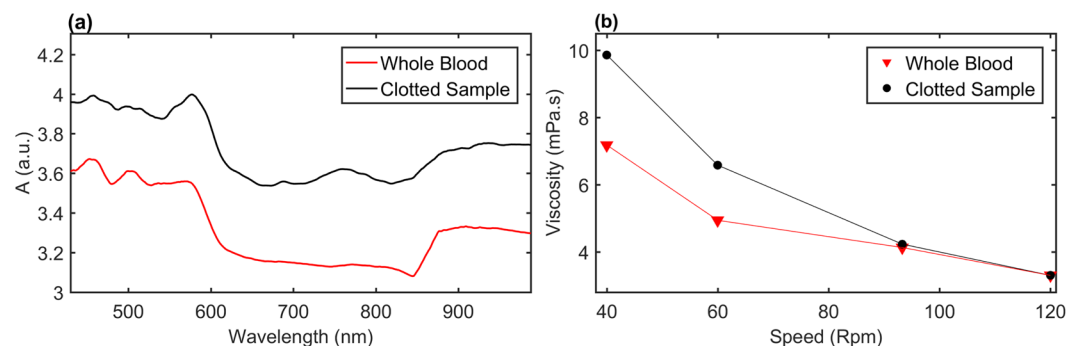 (a)
4.2
4
3.8
3.6
3.4
3.2
3
A (a.u.)
500 600 700 800 900
Wavelength (nm)
Whole Blood
Clotted Sample
(b)
10
8
6
4
Viscosity (mPa.s)
40 60 80 100 120
Speed (Rpm)
Whole Blood
Clotted Sample